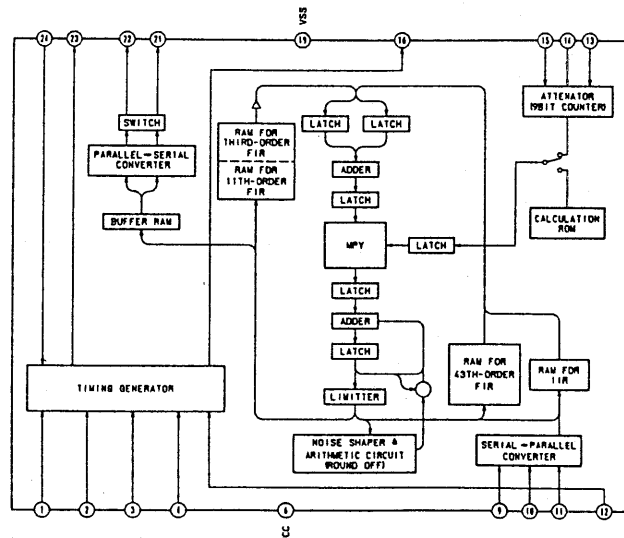 VSS
24
23
22
21
19
16
15
14
13
SWITCH
PARALLEL→SERIAL
CONVERTER
BUFFER RAM
RAM FOR
THIRD-ORDER
FIR
RAM FOR
11TH-ORDER
FIR
LATCH
LATCH
ADDER
LATCH
MPY
LATCH
LATCH
ADDER
LATCH
LIMITTER
NOISE SHAPER &
ARITHMETIC CIRCUIT
(ROUND OFF)
ATTENATOR
(9BIT COUNTER)
CALCULATION
ROM
TIMING GENERATOR
RAM FOR
43TH-ORDER
FIR
RAM FOR
IIR
SERIAL→PARALLEL
CONVERTER
1
2
3
4
6
9
10
11
12
CC